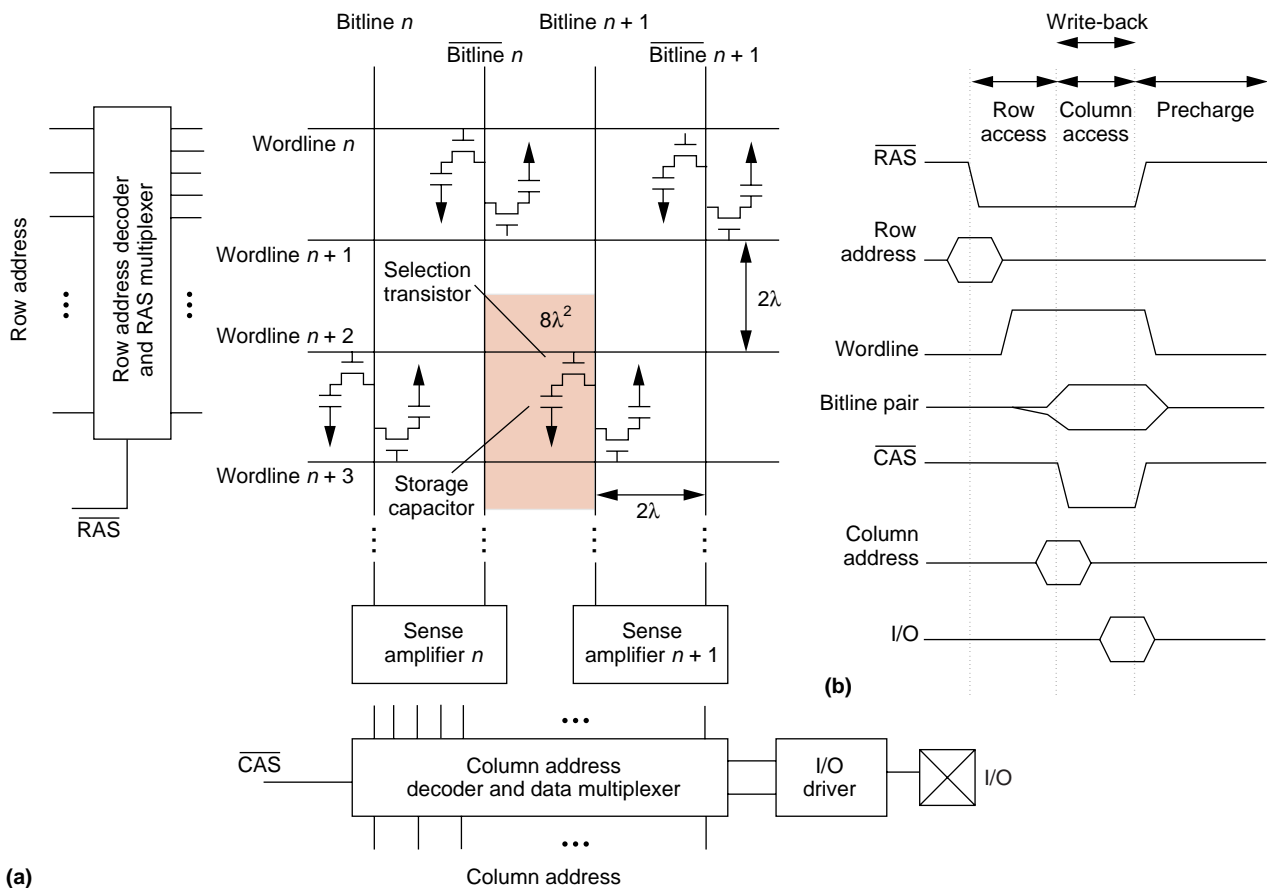 Bitline n
Bitline n + 1
Bitline n
Bitline n + 1
Wordline n
Wordline n + 1
Selection
transistor
8λ²
2λ
Wordline n + 2
Wordline n + 3
Storage
capacitor
2λ
Row address
Row address decoder
and RAS multiplexer
RAS
Sense
amplifier n
Sense
amplifier n + 1
CAS
Column address
decoder and data multiplexer
I/O
driver
I/O
Column address
(a)
Write-back
Row
access
Column
access
Precharge
RAS
Row
address
Wordline
Bitline pair
CAS
Column
address
I/O
(b)